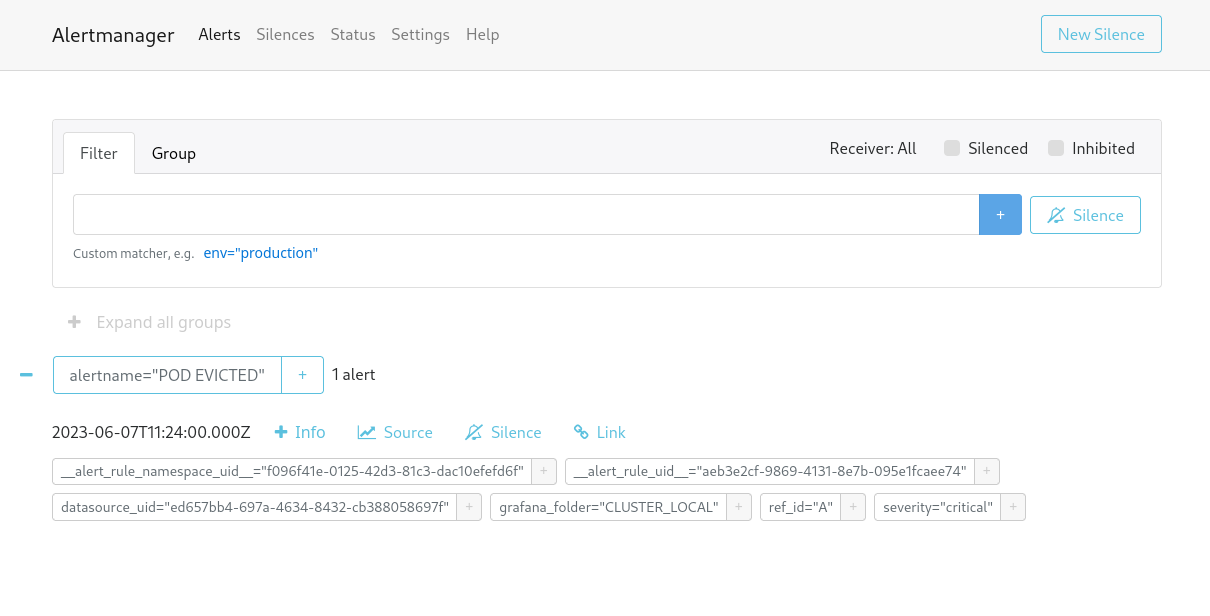 Alertmanager Alerts Silences Status Settings Help New Silence
Filter Group Receiver: All Silenced Inhibited
+ Silence
Custom matcher, e.g. env="production"
+ Expand all groups
alertname="POD EVICTED" + 1 alert
2023-06-07T11:24:00.000Z + Info Source Silence Link
__alert_rule_namespace_uid__="f096f41e-0125-42d3-81c3-dac10efefd6f" + __alert_rule_uid__="aeb3e2cf-9869-4131-8e7b-095e1fcaee74" +
datasource_uid="ed657bb4-697a-4634-8432-cb388058697f" + grafana_folder="CLUSTER_LOCAL" + ref_id="A" + severity="critical" +